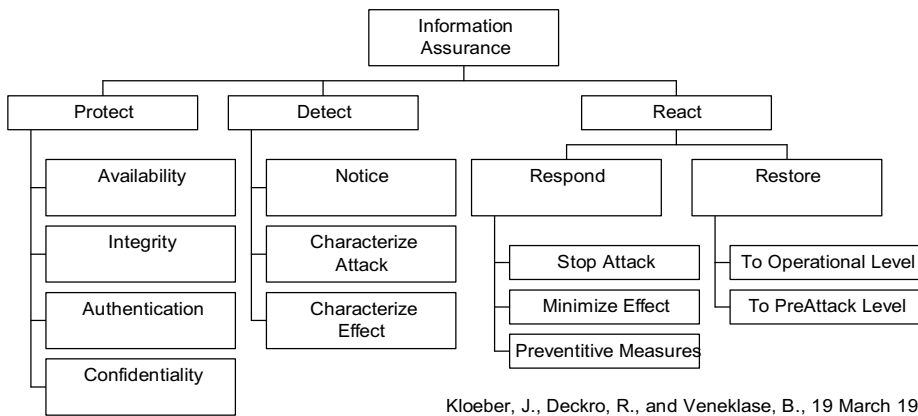 Information
Assurance
Protect
Detect
React
Availability
Integrity
Authentication
Confidentiality
Notice
Characterize
Attack
Characterize
Effect
Respond
Restore
Stop Attack
Minimize Effect
Preventitive Measures
To Operational Level
To PreAttack Level
Kloeber, J., Deckro, R., and Veneklase, B., 19 March 19